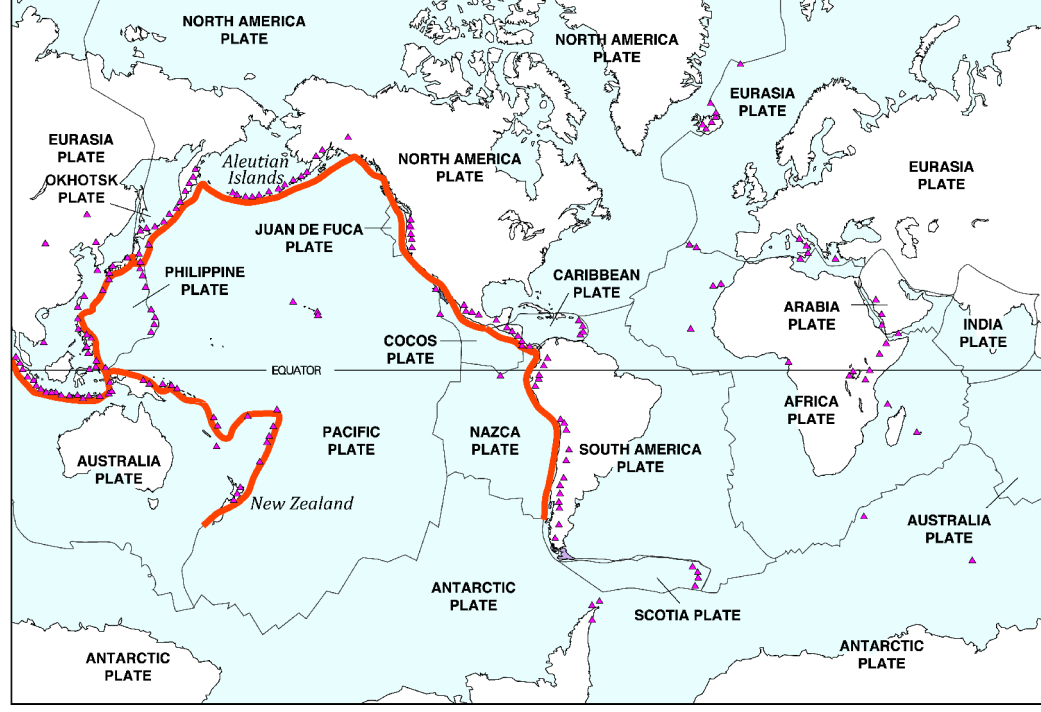 NORTH AMERICA
PLATE
NORTH AMERICA
PLATE
EURASIA
PLATE
EURASIA
PLATE
OKHOTSK
PLATE
Aleutian
Islands
NORTH AMERICA
PLATE
EURASIA
PLATE
JUAN DE FUCA
PLATE
PHILIPPINE
PLATE
CARIBBEAN
PLATE
ARABIA
PLATE
INDIA
PLATE
COCOS
PLATE
EQUATOR
AFRICA
PLATE
PACIFIC
PLATE
NAZCA
PLATE
SOUTH AMERICA
PLATE
AUSTRALIA
PLATE
New Zealand
AUSTRALIA
PLATE
ANTARCTIC
PLATE
SCOTIA PLATE
ANTARCTIC
PLATE
ANTARCTIC
PLATE